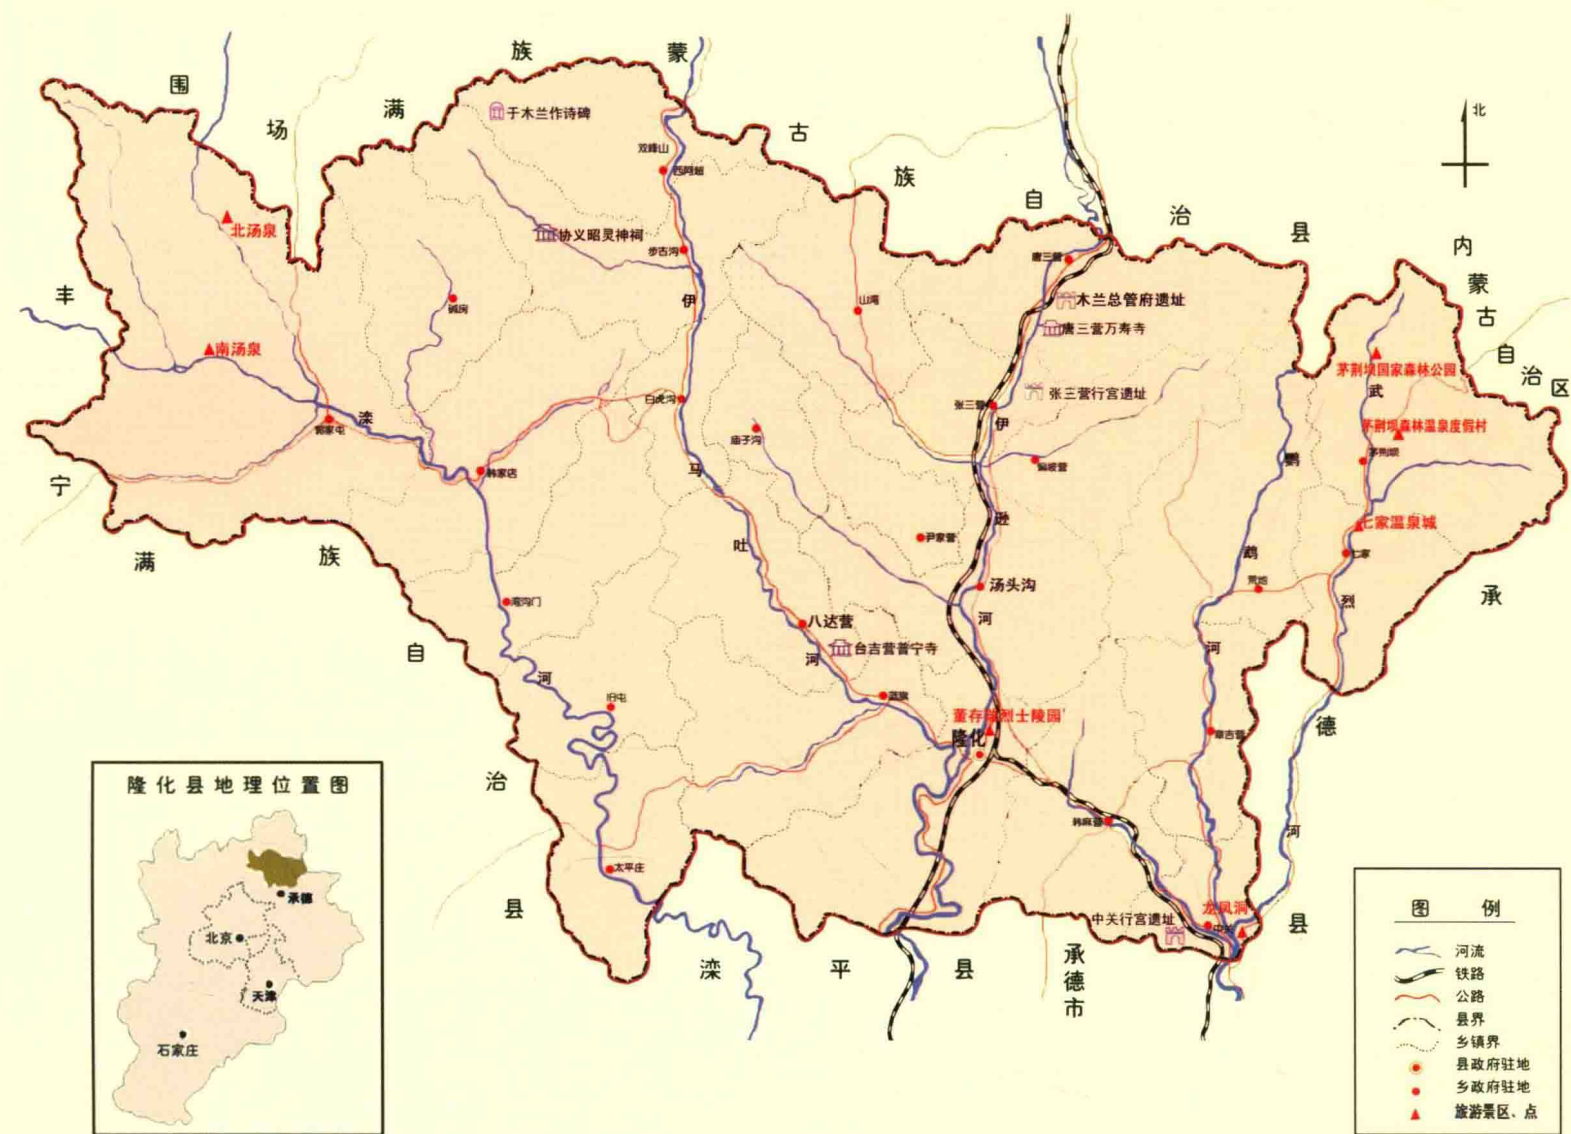 围场满族蒙古族自治县
内蒙古自治区
丰宁满族自治县
滦平县
承德市
承德县
北
于木兰作诗碑
双峰山
西阿超
北汤泉
协义昭灵神祠
步古沟
碱房
南汤泉
郭家屯
滦河
韩家店
白虎沟
伊马吐河
庙子沟
山湾
唐三营
木兰总管府遗址
唐三营万寿寺
张三营行宫遗址
张三营
伊逊河
偏坡营
尹家营
汤头沟
湾沟门
八达营
台吉营普宁寺
旧屯
蓝旗
太平庄
董存瑞烈士陵园
隆化
韩麻营
中关行宫遗址
中关
龙凤洞
章吉营
鹦鹉河
荒地
茅荆坝国家森林公园
武烈河
茅荆坝森林温泉度假村
茅荆坝
七家温泉城
七家
隆化县地理位置图
承德
北京
天津
石家庄
图例
河流
铁路
公路
县界
乡镇界
县政府驻地
乡政府驻地
旅游景区、点